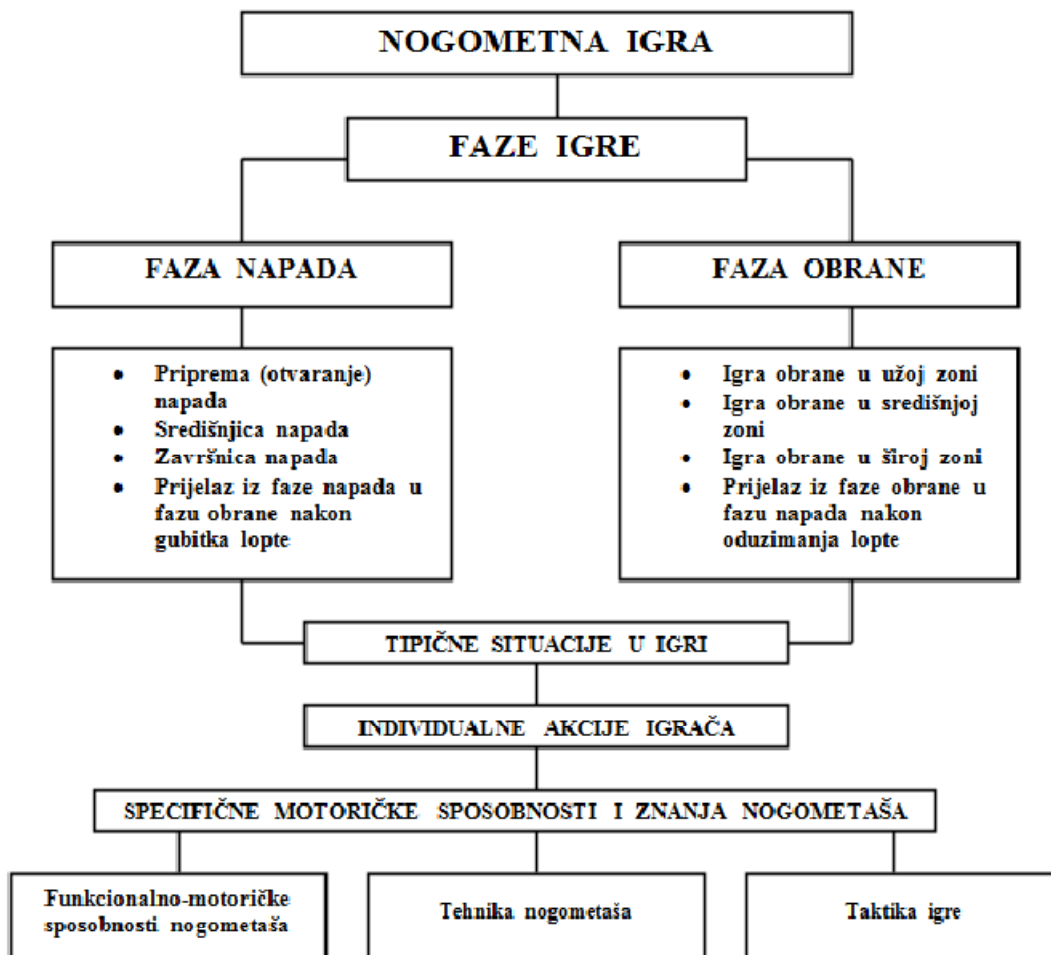 NOGOMETNA IGRA
FAZE IGRE
FAZA NAPADA
• Priprema (otvaranje)
napada
• Središnjica napada
• Završnica napada
• Prijelaz iz faze napada u
fazu obrane nakon
gubitka lopte
FAZA OBRANE
• Igra obrane u užoj zoni
• Igra obrane u središnjoj
zoni
• Igra obrane u široj zoni
• Prijelaz iz faze obrane u
fazu napada nakon
oduzimanja lopte
TIPIČNE SITUACIJE U IGRI
INDIVIDUALNE AKCIJE IGRAČA
SPECIFIČNE MOTORIČKE SPOSOBNOSTI I ZNANJA NOGOMETAŠA
Funkcionalno-motoričke
sposobnosti nogometaša
Tehnika nogometaša
Taktika igre